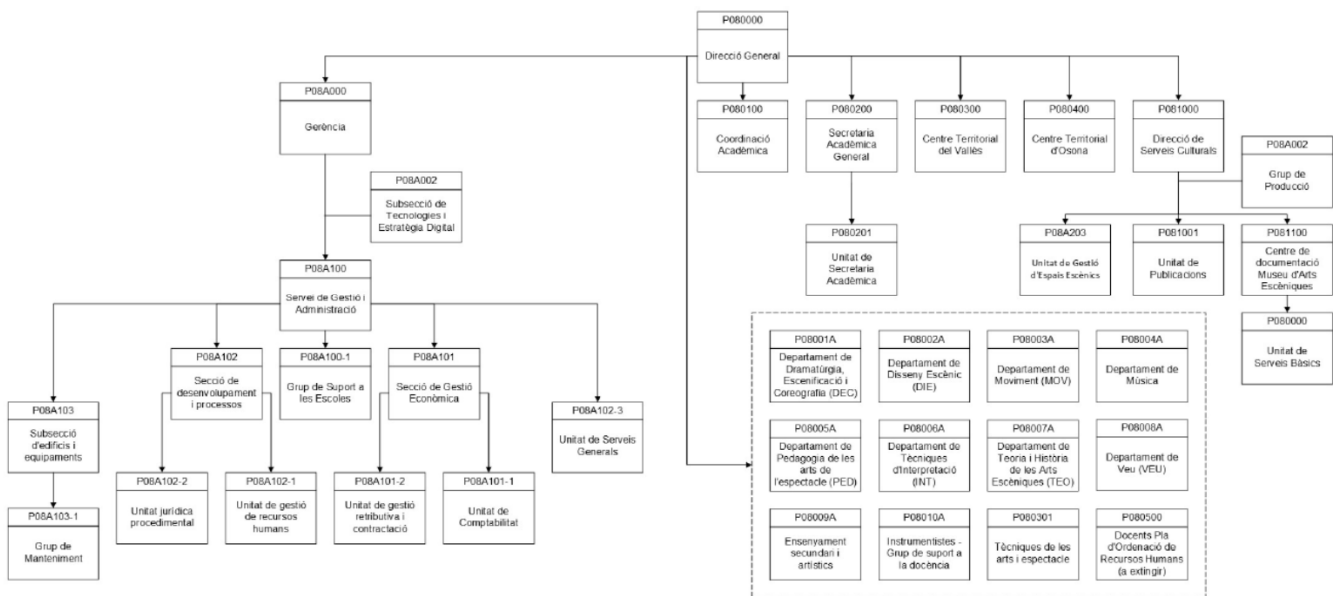 P080000
Direcció General
P08A000
Gerència
P080100
Coordinació
Acadèmica
P080200
Secretaria
Acadèmica
General
P080300
Centre Territorial
del Vallès
P080400
Centre Territorial
d'Osona
P081000
Direcció de
Serveis Culturals
P08A002
Grup de
Producció
P08A002
Subsecció de
Tecnologies i
Estratègia Digital
P080201
Unitat de
Secretaria
Acadèmica
P08A203
Unitat de Gestió
d'Espais Escènics
P081001
Unitat de
Publicacions
P081100
Centre de
documentació
Museu d'Arts
Escèniques
P080000
Unitat de
Serveis Bàsics
P08A100
Servei de Gestió i
Administració
P08A102
Secció de
desenvolupament
i processos
P08A100-1
Grup de Suport a
les Escoles
P08A101
Secció de Gestió
Econòmica
P08A103
Subsecció
d'edificis i
equipaments
P08A102-3
Unitat de Serveis
Generals
P08A102-2
Unitat jurídica
procedimental
P08A102-1
Unitat de gestió
de recursos
humans
P08A101-2
Unitat de gestió
retributiva i
contractació
P08A101-1
Unitat de
Comptabilitat
P08A103-1
Grup de
Manteniment
P08001A
Departament de
Dramatúrgia,
Escenificació i
Coreografia (DEC)
P08002A
Departament de
Disseny Escènic
(DIE)
P08003A
Departament de
Moviment (MOV)
P08004A
Departament de
Música
P08005A
Departament de
Pedagogia de les
arts de
l'espectacle (PED)
P08006A
Departament de
Tècniques
d'Interpretació
(INT)
P08007A
Departament de
Teoria i Història
de les Arts
Escèniques (TEO)
P08008A
Departament de
Veu (VEU)
P08009A
Ensenyament
secundari i
artístics
P08010A
Instrumentistes -
Grup de suport a
la docència
P080301
Tècniques de les
arts i espectacle
P080500
Docents Pla
d'Ordenació de
Recursos Humans
(a extingir)